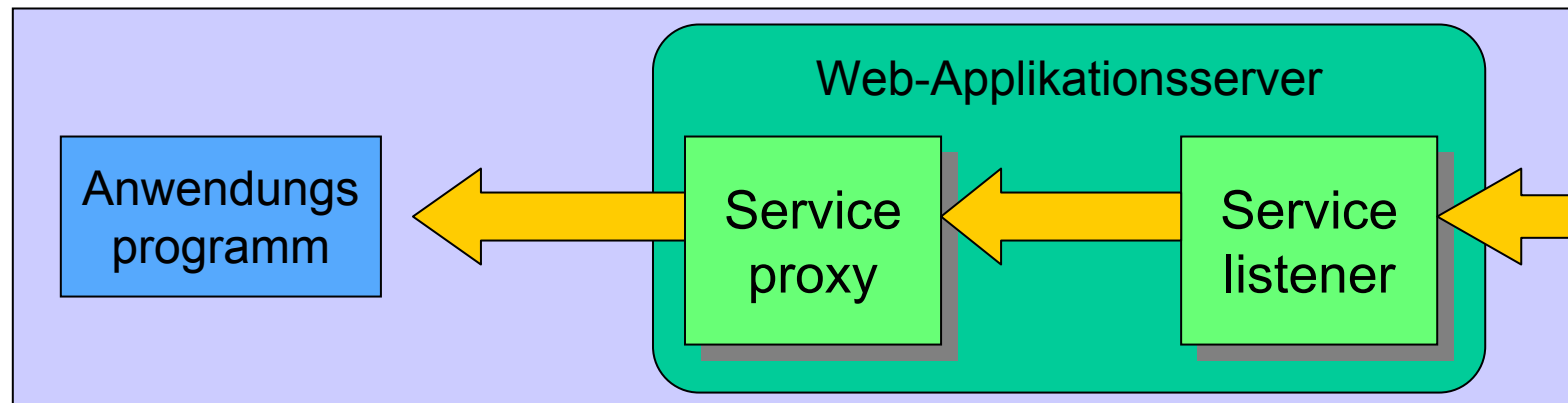 Web-Applikationsserver
Anwendungs
programm
Service
proxy
Service
listener